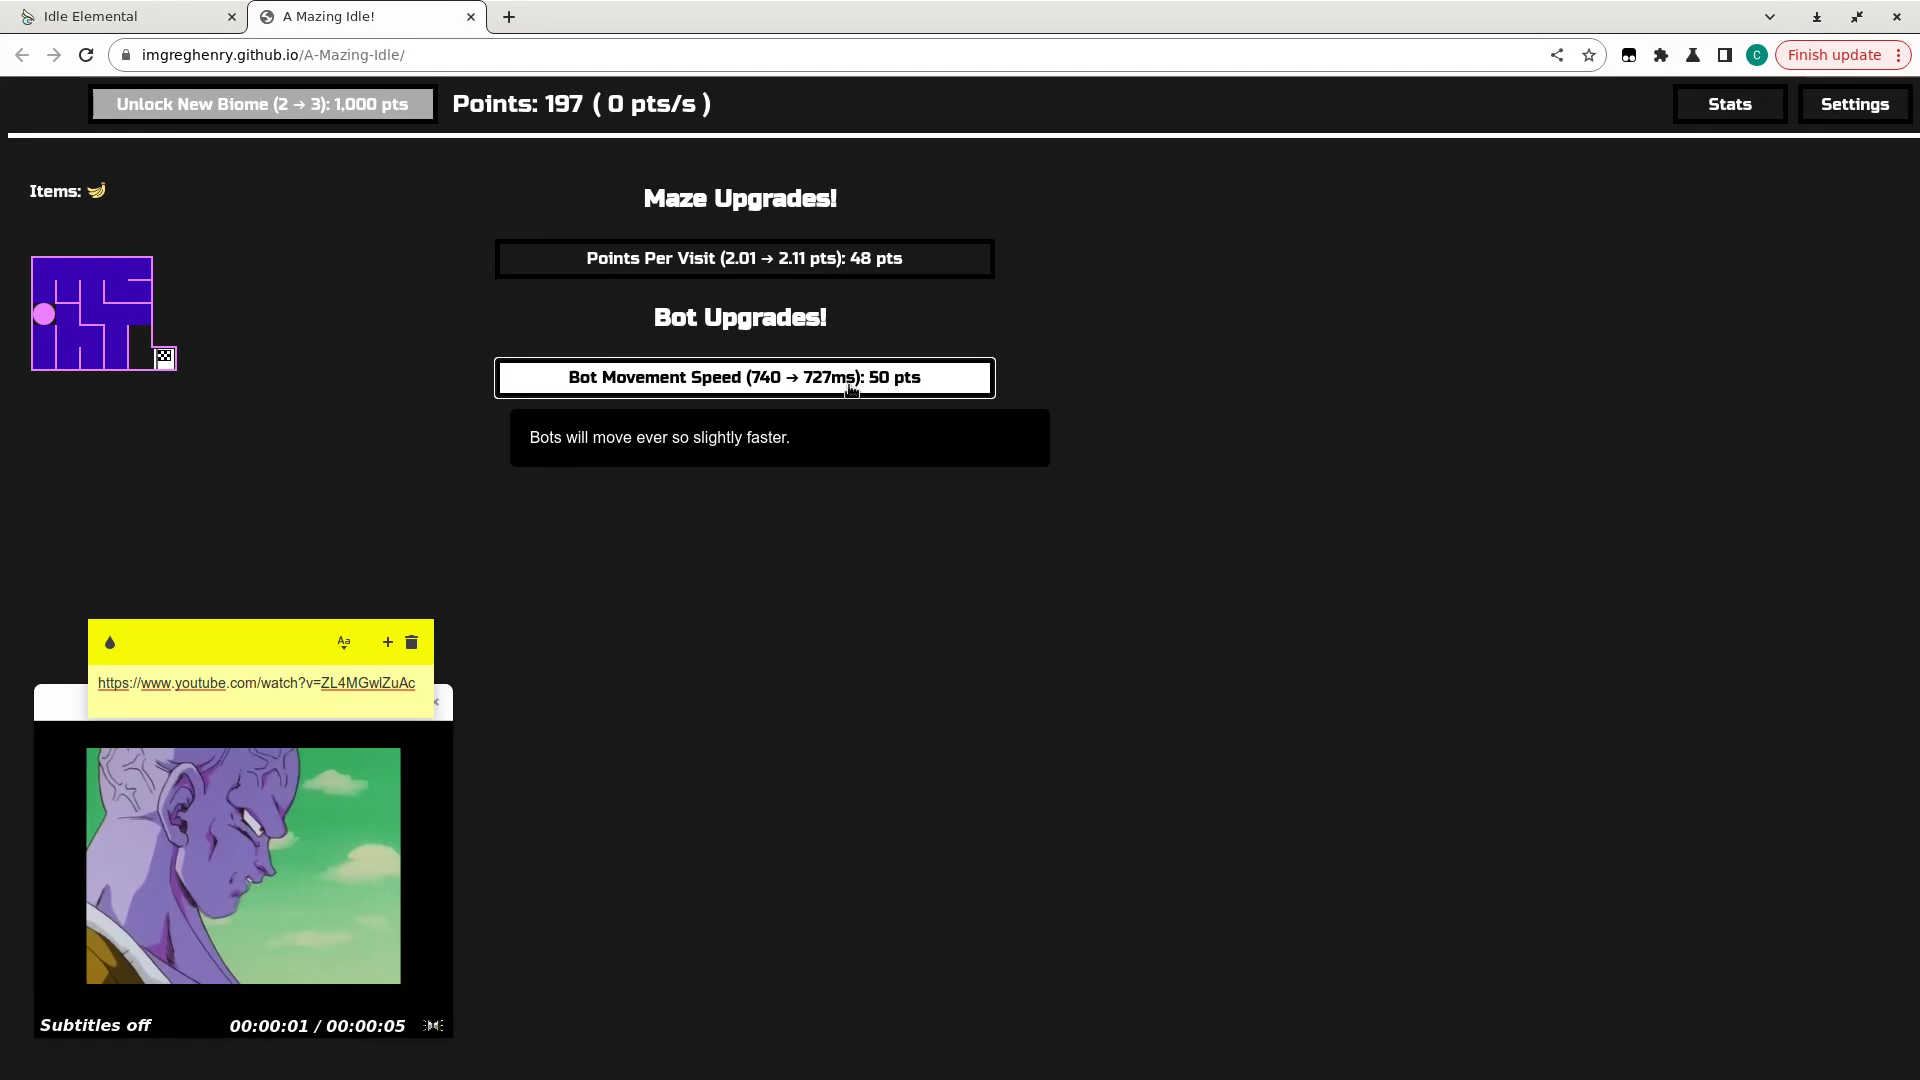 Idle Elemental
A Mazing Idle!
imgreghenry.github.io/A-Mazing-Idle/
C
Finish update
Unlock New Biome (2 → 3): 1,000 pts
Points: 197 ( 0 pts/s )
Stats
Settings
Items: 🍌
Maze Upgrades!
Points Per Visit (2.01 → 2.11 pts): 48 pts
Bot Upgrades!
Bot Movement Speed (740 → 727ms): 50 pts
Bots will move ever so slightly faster.
Aa
https://www.youtube.com/watch?v=ZL4MGwlZuAc
Subtitles off
00:00:01 / 00:00:05